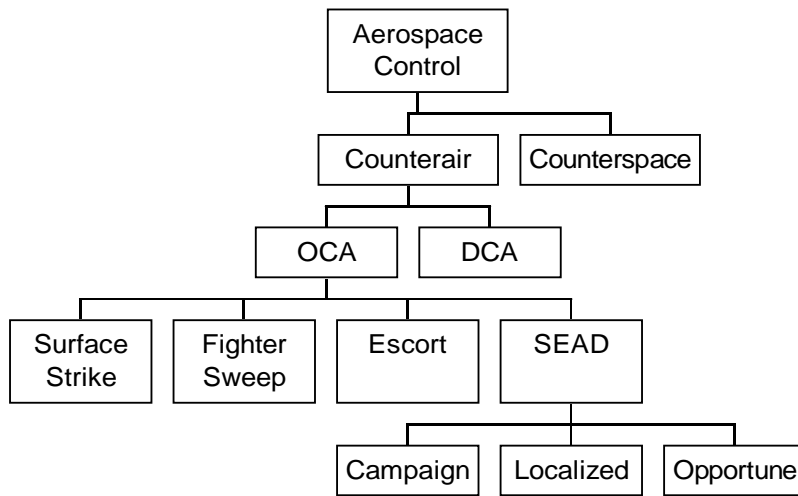 Aerospace
Control
Counterair
Counterspace
OCA
DCA
Surface
Strike
Fighter
Sweep
Escort
SEAD
Campaign
Localized
Opportune